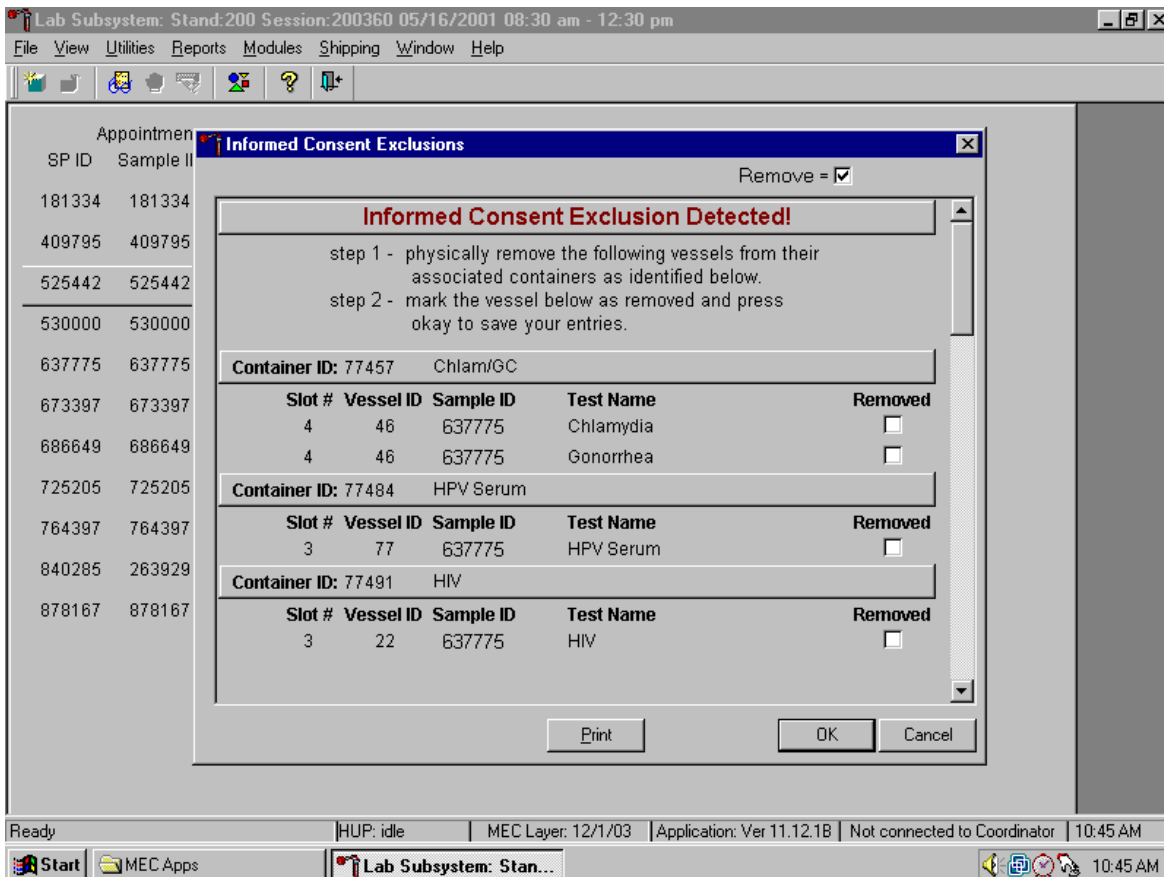 Lab Subsystem: Stand:200 Session:200360 05/16/2001 08:30 am - 12:30 pm
File View Utilities Reports Modules Shipping Window Help
Appointmen
SP ID Sample II
181334 181334
409795 409795
525442 525442
530000 530000
637775 637775
673397 673397
686649 686649
725205 725205
764397 764397
840285 263929
878167 878167
Informed Consent Exclusions
Remove =
Informed Consent Exclusion Detected!
step 1 - physically remove the following vessels from their
associated containers as identified below.
step 2 - mark the vessel below as removed and press
okay to save your entries.
Container ID: 77457 Chlam/GC
Slot # Vessel ID Sample ID Test Name Removed
4 46 637775 Chlamydia
4 46 637775 Gonorrhea
Container ID: 77484 HPV Serum
Slot # Vessel ID Sample ID Test Name Removed
3 77 637775 HPV Serum
Container ID: 77491 HIV
Slot # Vessel ID Sample ID Test Name Removed
3 22 637775 HIV
Print OK Cancel
Ready HUP: idle MEC Layer: 12/1/03 Application: Ver 11.12.1B Not connected to Coordinator 10:45 AM
Start MEC Apps Lab Subsystem: Stan... 10:45 AM